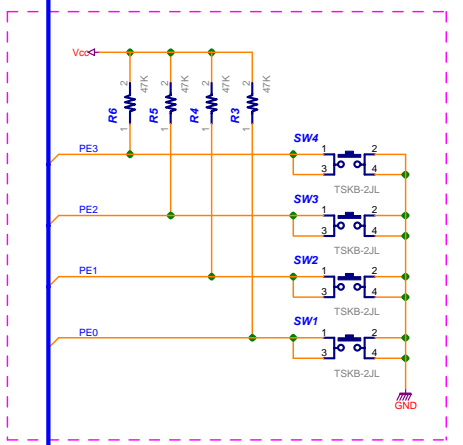 Vcc
2 47K 2 47K 2 47K 2 47K
R6 R5 R4 R3
1 1 1 1
SW4
PE3 1 2
3 4
TSKB-2JL
SW3
PE2 1 2
3 4
TSKB-2JL
SW2
PE1 1 2
3 4
TSKB-2JL
SW1
PE0 1 2
3 4
TSKB-2JL
GND